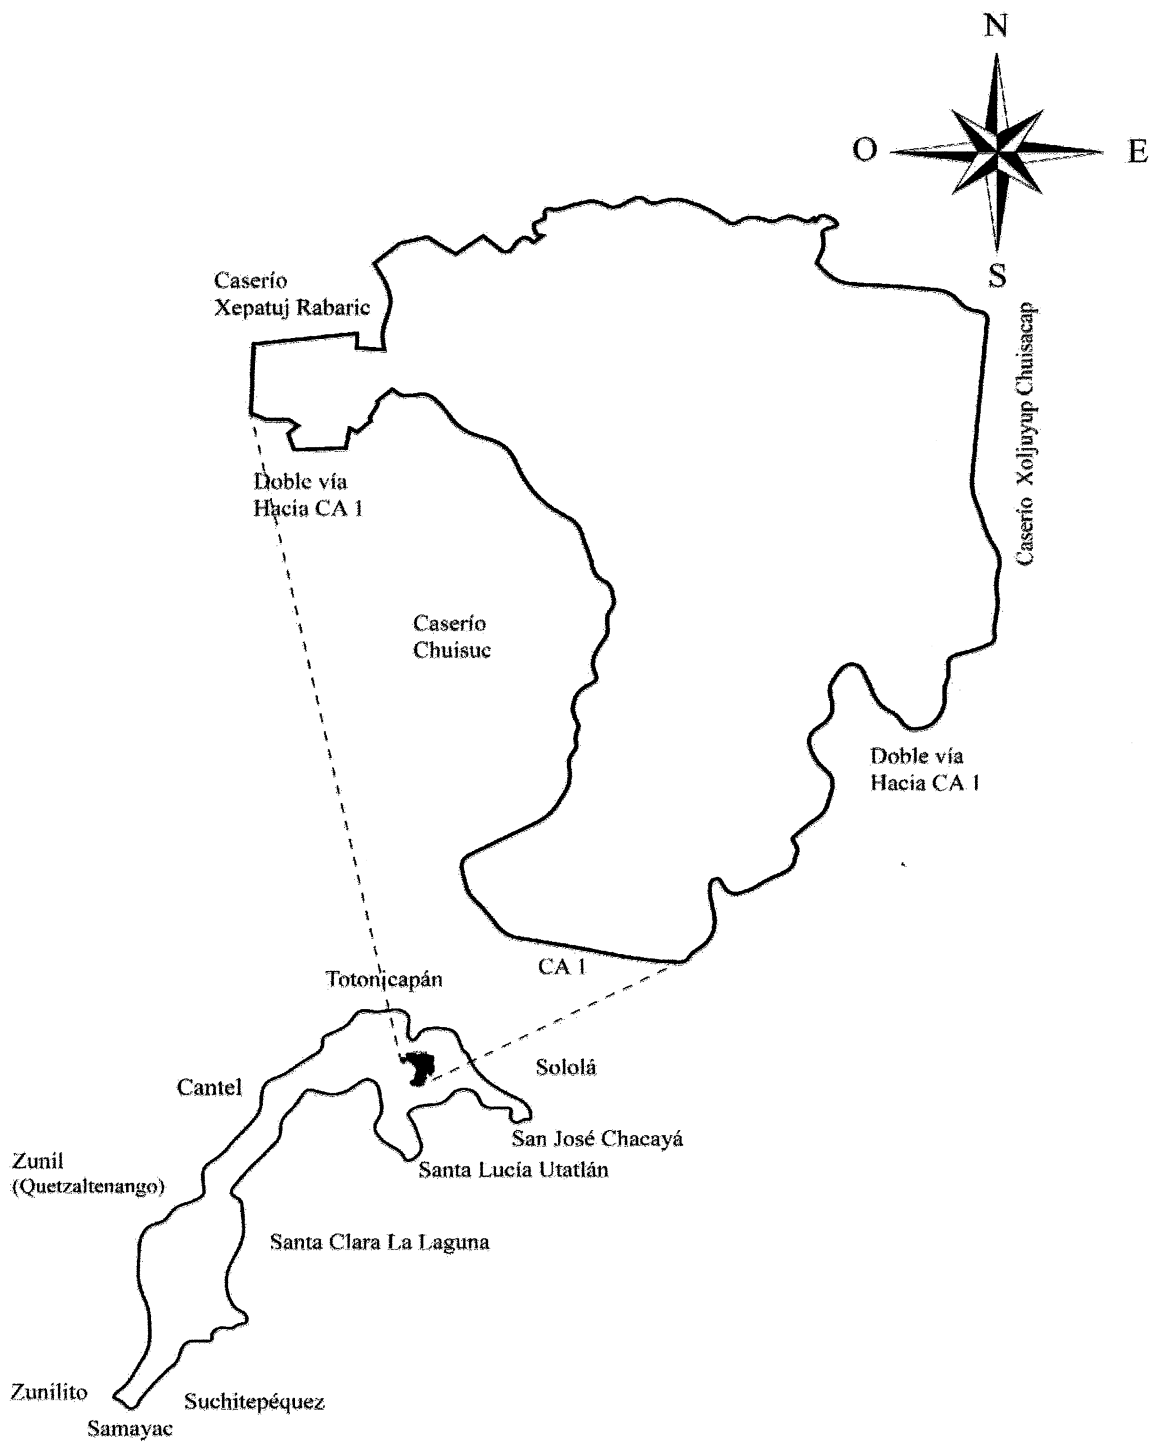 N
O
E
S
Caserío
Xepatuj Rabaric
Caserio Xoljuyup Chuisacap
Doble vía
Hacia CA 1
Caserío
Chuisuc
Doble vía
Hacia CA 1
CA 1
Totonicapán
Sololá
Cantel
San José Chacayá
Zunil
(Quetzaltenango)
Santa Lucía Utatlán
Santa Clara La Laguna
Zunilito
Suchitepéquez
Samayac